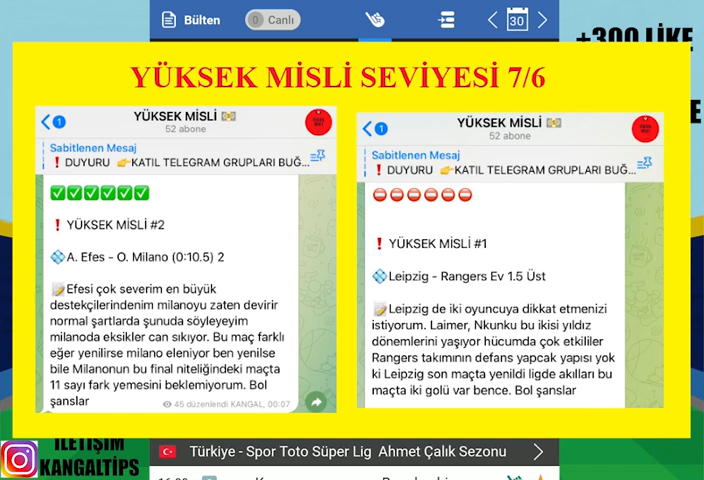 Bülten
0
Canlı
30
+300 LİKE
YÜKSEK MİSLİ SEVİYESİ 7/6
1
YÜKSEK MİSLİ
52 abone
Sabitlenen Mesaj
❗DUYURU 👉KATIL TELEGRAM GRUPLARI BUĞ...
✅✅✅✅✅✅
❗ YÜKSEK MİSLİ #2
💠A. Efes - O. Milano (0:10.5) 2
📝Efesi çok severim en büyük
destekçilerindenim milanoyu zaten devirir
normal şartlarda şunuda söyleyeyim
milanoda eksikler can sıkıyor. Bu maç farklı
eğer yenilirse milano eleniyor ben yenilse
bile Milanonun bu final niteliğindeki maçta
11 sayı fark yemesini beklemiyorum. Bol
şanslar
45 düzenlendi KANGAL, 00:07
1
YÜKSEK MİSLİ
52 abone
Sabitlenen Mesaj
❗DUYURU 👉KATIL TELEGRAM GRUPLARI BUĞ...
⛔⛔⛔⛔⛔⛔
❗ YÜKSEK MİSLİ #1
💠Leipzig - Rangers Ev 1.5 Üst
📝Leipzig de iki oyuncuya dikkat etmenizi
istiyorum. Laimer, Nkunku bu ikisi yıldız
dönemlerini yaşıyor hücumda çok etkililer
Rangers takımının defans yapcak yapısı yok
ki Leipzig son maçta yenildi ligde akılları bu
maçta iki golü var bence. Bol şanslar
İLETİŞİM
KANGALTİPS
Türkiye - Spor Toto Süper Lig Ahmet Çalık Sezonu